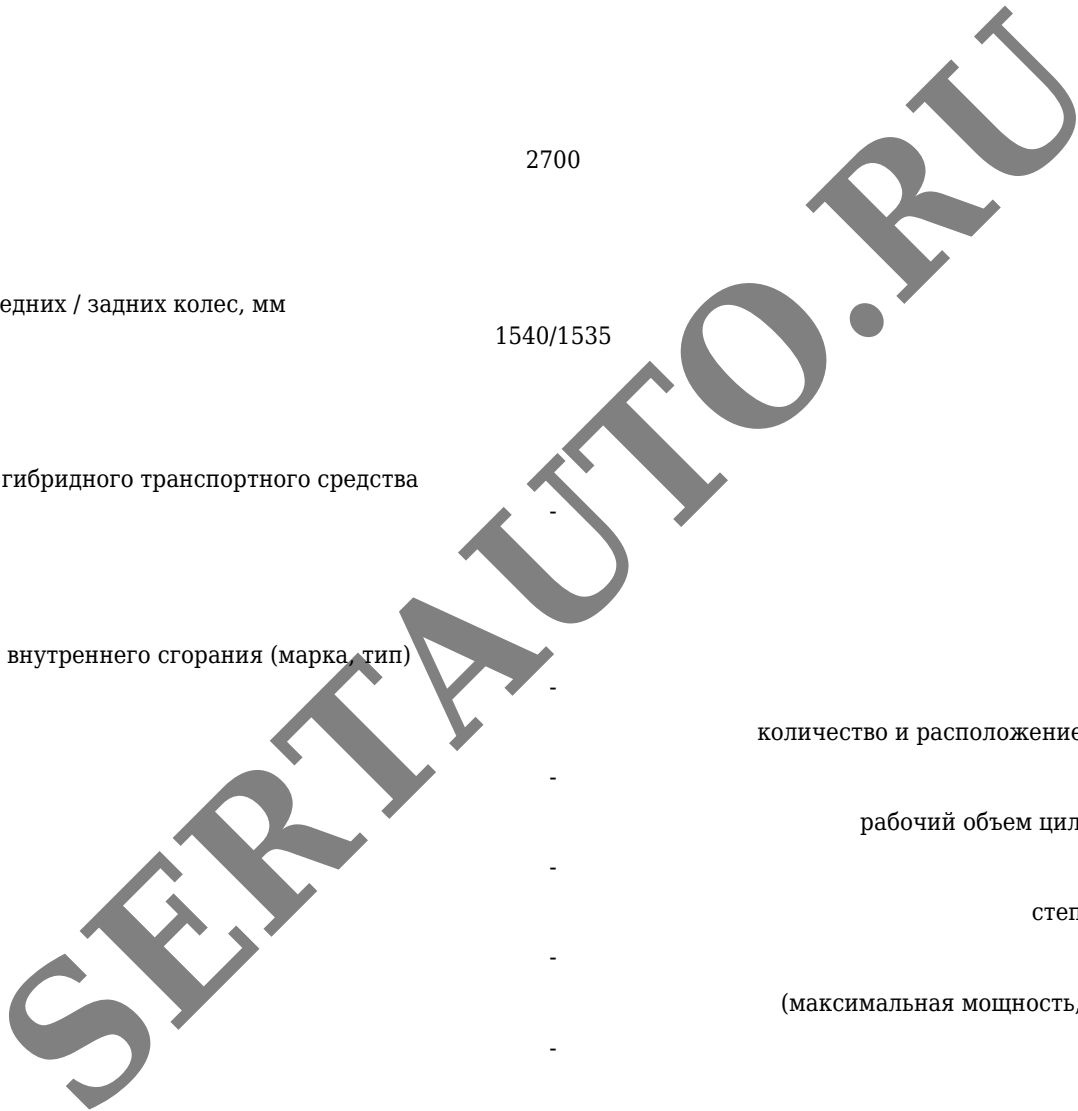 2700
едних / задних колес, мм
1540/1535
гибридного транспортного средства
-
внутреннего сгорания (марка, тип)
-
количество и расположение
-
рабочий объем цил
-
степ
-
(максимальная мощность,
-
SERTAUTO.RU